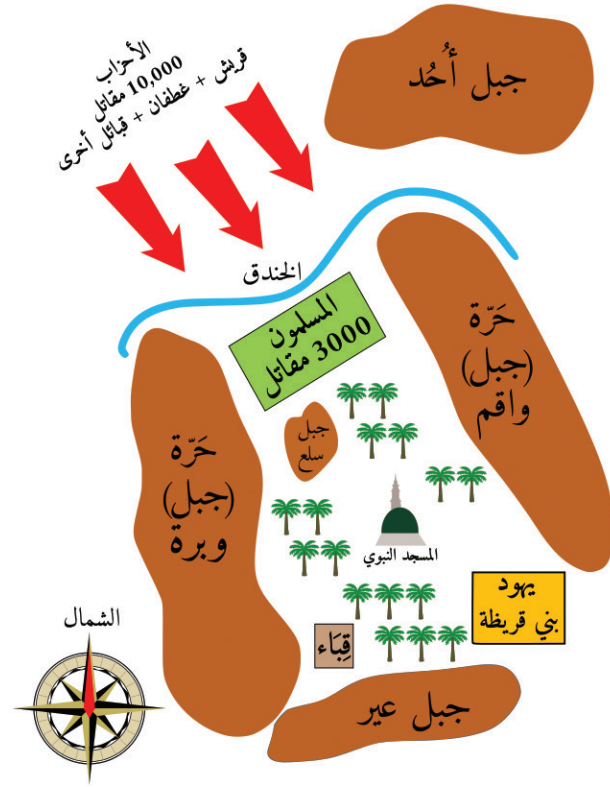 الأحزاب
10,000 مقاتل
قريش + غطفان + قبائل أخرى
جبل أُحُد
الخندق
المسلمون
3000 مقاتل
حَرّة
(جبل)
واقم
جبل
سلع
حَرّة
(جبل)
وبرة
المسجد النبوي
يهود
بني قريظة
قِبَاء
الشمال
جبل عير